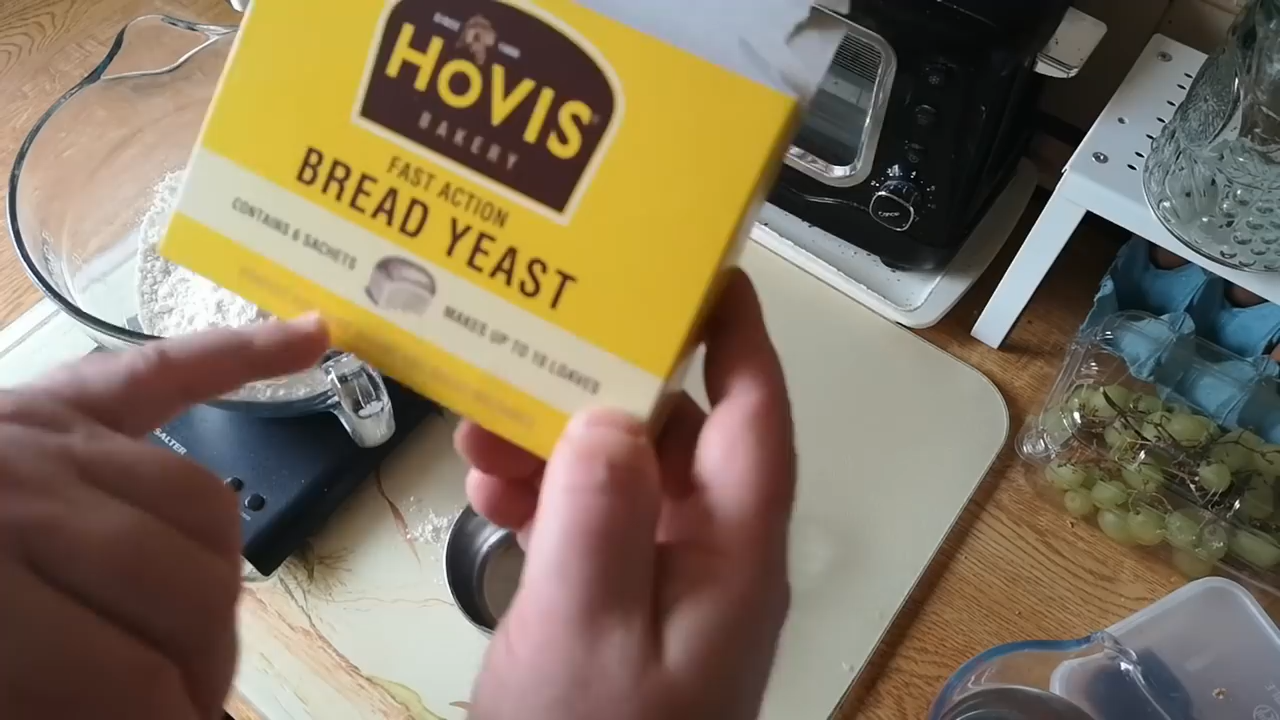 HOVIS
BAKERY
FAST ACTION
BREAD YEAST
CONTAINS 6 SACHETS
MAKES UP TO 18 LOAVES
SALTER